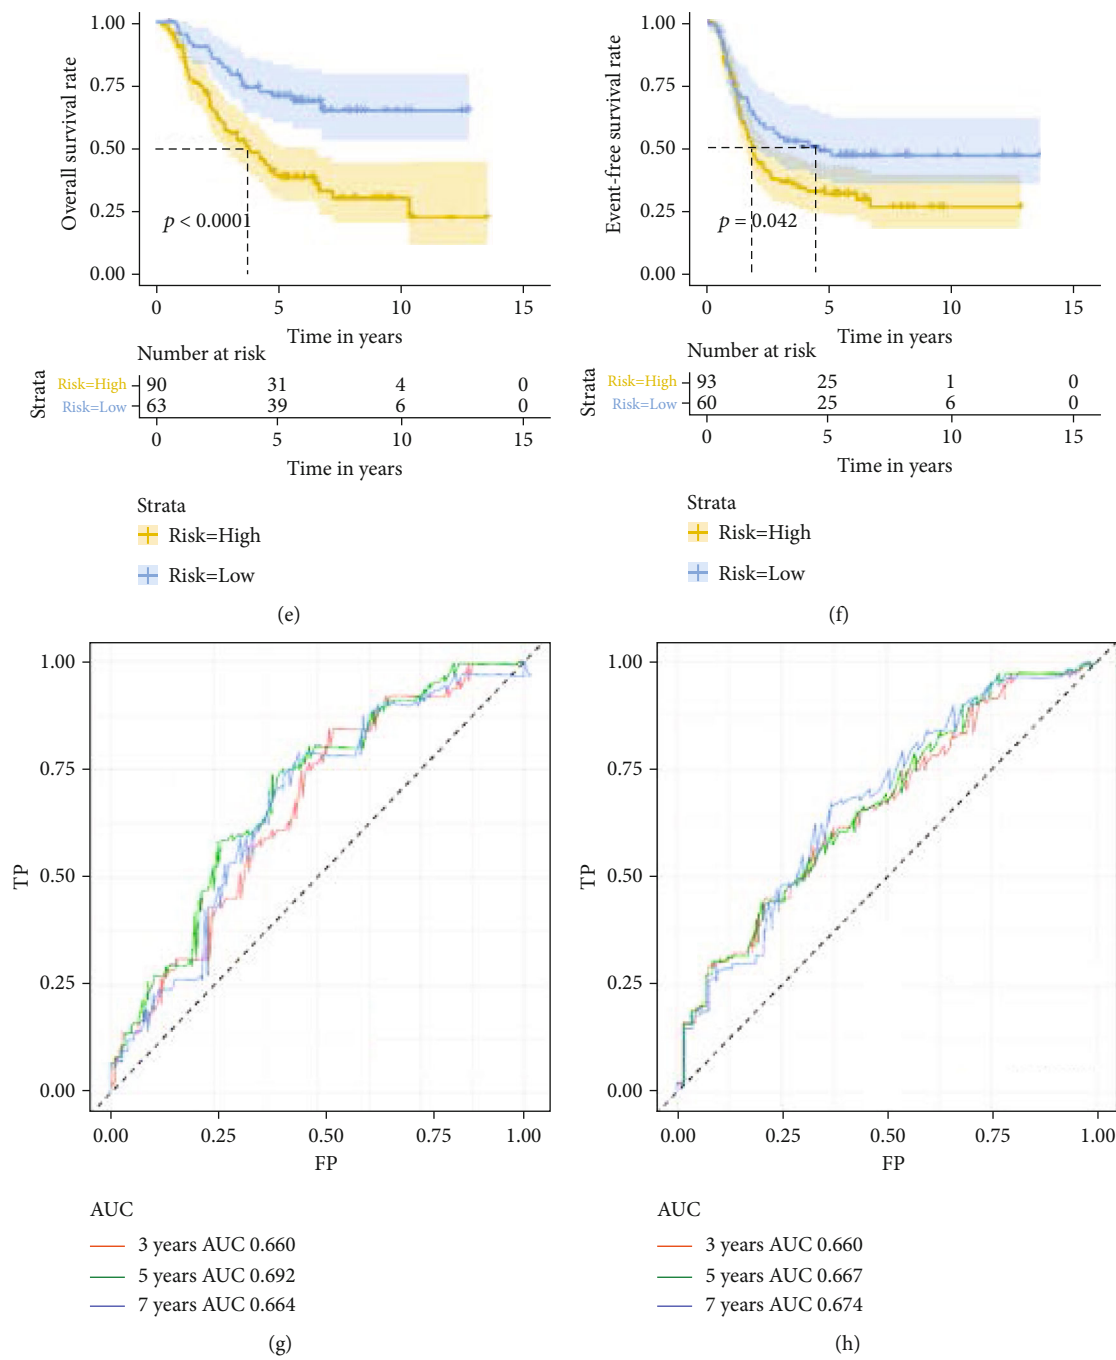 1.00
0.75
0.50
0.25
0.00
Overall survival rate
p < 0.0001
0 5 10 15
Time in years
Number at risk
Strata
Risk=High 90 31 4 0
Risk=Low 63 39 6 0
0 5 10 15
Time in years
Strata
Risk=High
Risk=Low
(e)
1.00
0.75
0.50
0.25
0.00
Event-free survival rate
p = 0.042
0 5 10 15
Time in years
Number at risk
Strata
Risk=High 93 25 1 0
Risk=Low 60 25 6 0
0 5 10 15
Time in years
Strata
Risk=High
Risk=Low
(f)
1.00
0.75
0.50
0.25
0.00
TP
0.00 0.25 0.50 0.75 1.00
FP
AUC
3 years AUC 0.660
5 years AUC 0.692
7 years AUC 0.664
(g)
1.00
0.75
0.50
0.25
0.00
TP
0.00 0.25 0.50 0.75 1.00
FP
AUC
3 years AUC 0.660
5 years AUC 0.667
7 years AUC 0.674
(h)